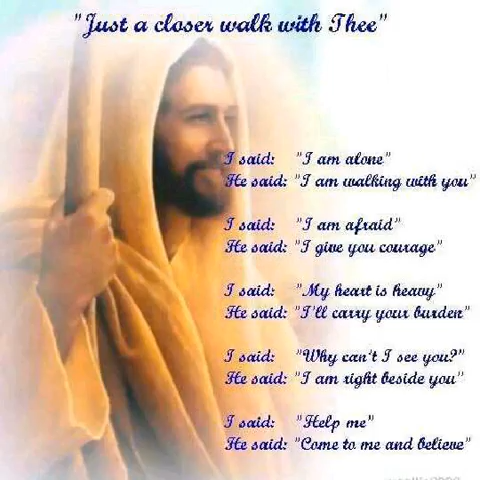 "Just a closer walk with Thee"
I said: "I am alone"
He said: "I am walking with you"
I said: "I am afraid"
He said: "I give you courage"
I said: "My heart is heavy"
He said: "I'll carry your burden"
I said: "Why can't I see you?"
He said: "I am right beside you"
I said: "Help me"
He said: "Come to me and believe"